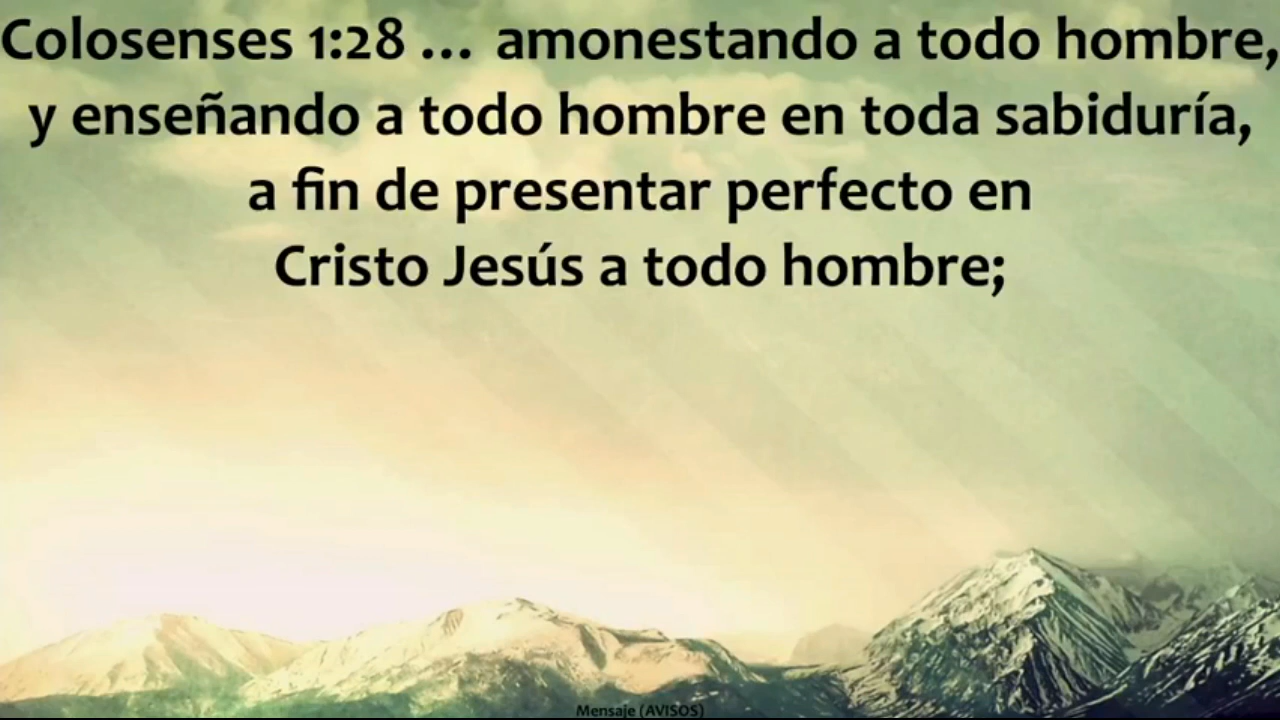 Colosenses 1:28 … amonestando a todo hombre,
y enseñando a todo hombre en toda sabiduría,
a fin de presentar perfecto en
Cristo Jesús a todo hombre;
Mensaje (AVISOS)